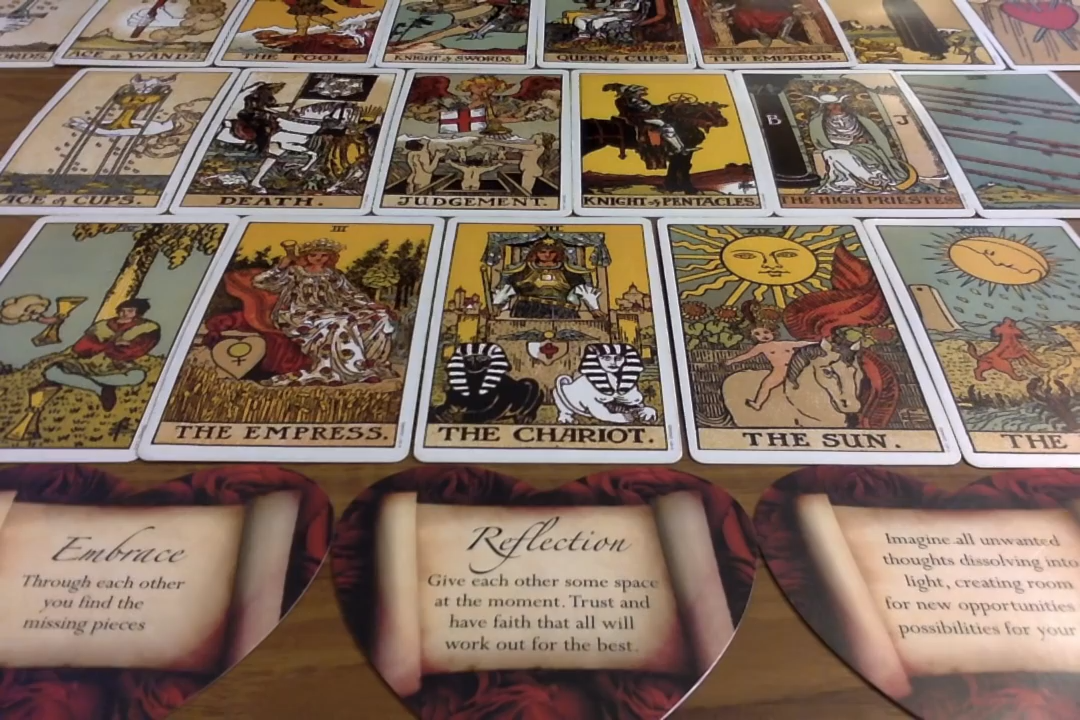 ACE of WANDS
THE FOOL.
KNIGHT of SWORDS
QUEEN of CUPS.
THE EMPEROR.
ACE of CUPS.
DEATH.
JUDGEMENT.
KNIGHT of PENTACLES.
B
J
THE HIGH PRIESTESS
III
THE EMPRESS.
VII
THE CHARIOT.
XIX
THE SUN.
XVIII
THE
Embrace
Through each other
you find the
missing pieces
Reflection
Give each other some space
at the moment. Trust and
have faith that all will
work out for the best.
Imagine all unwanted
thoughts dissolving into
light, creating room
for new opportunities
possibilities for your